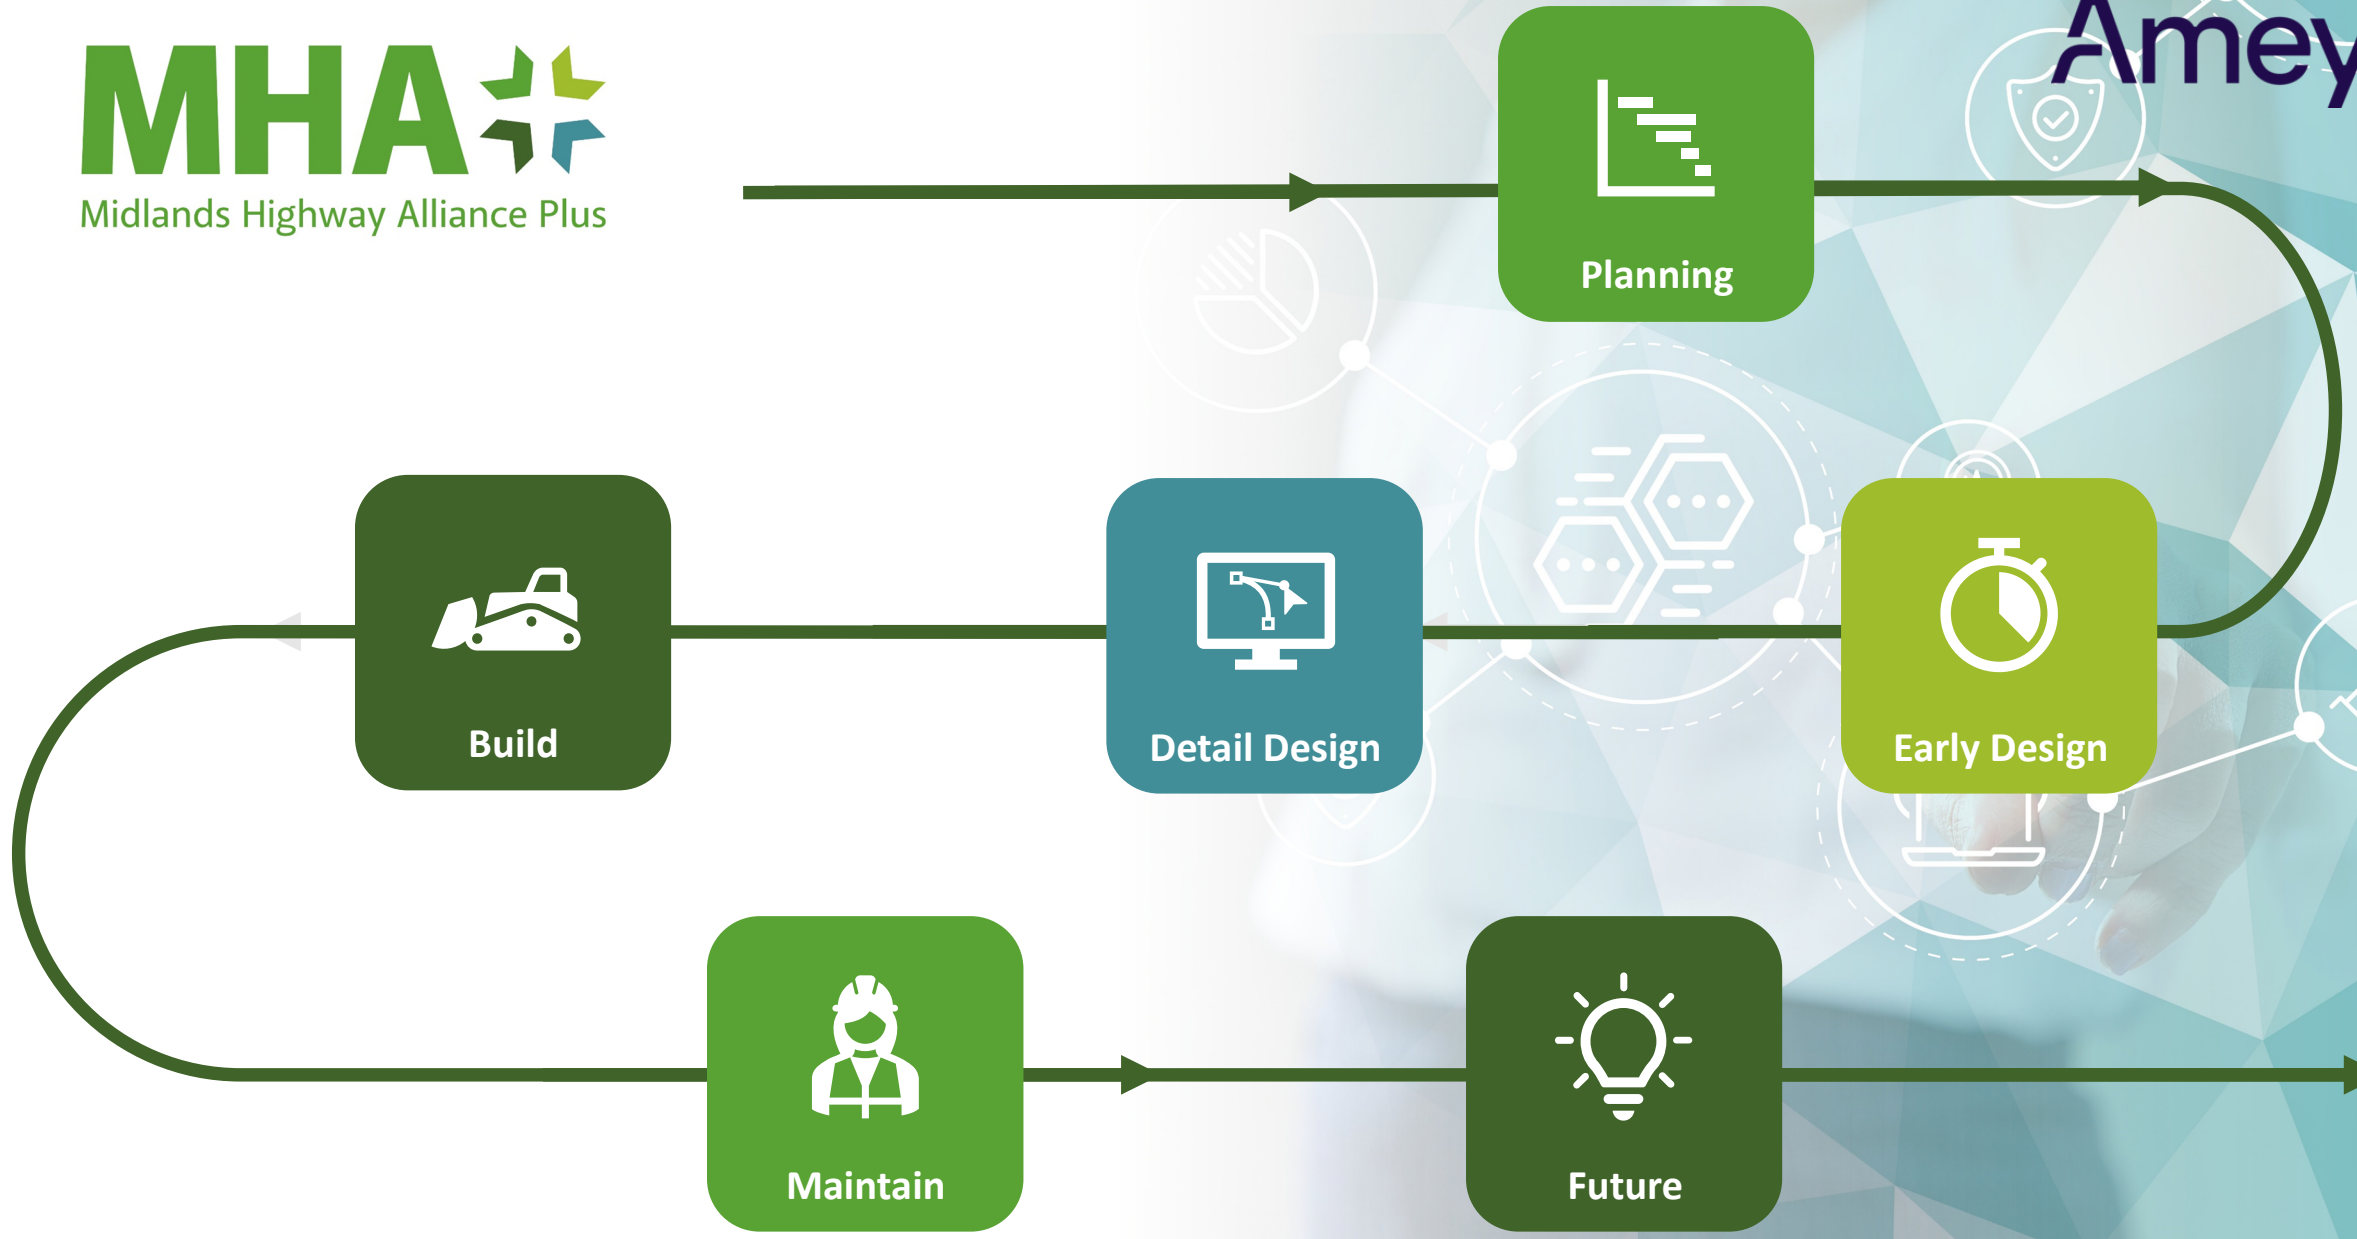 MHA
Midlands Highway Alliance Plus
Amey
Planning
Early Design
Detail Design
Build
Maintain
Future